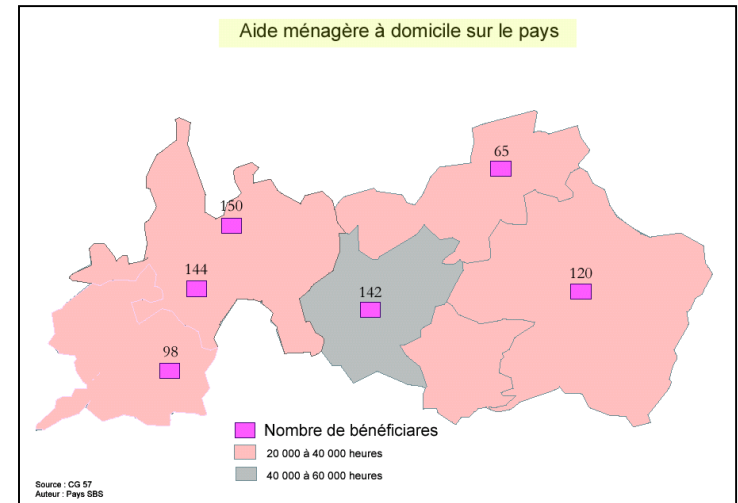 Aide ménagère à domicile sur le pays
65
150
144
120
142
98
Nombre de bénéficiares
20 000 à 40 000 heures
40 000 à 60 000 heures
Source : CG 57
Auteur : Pays SBS